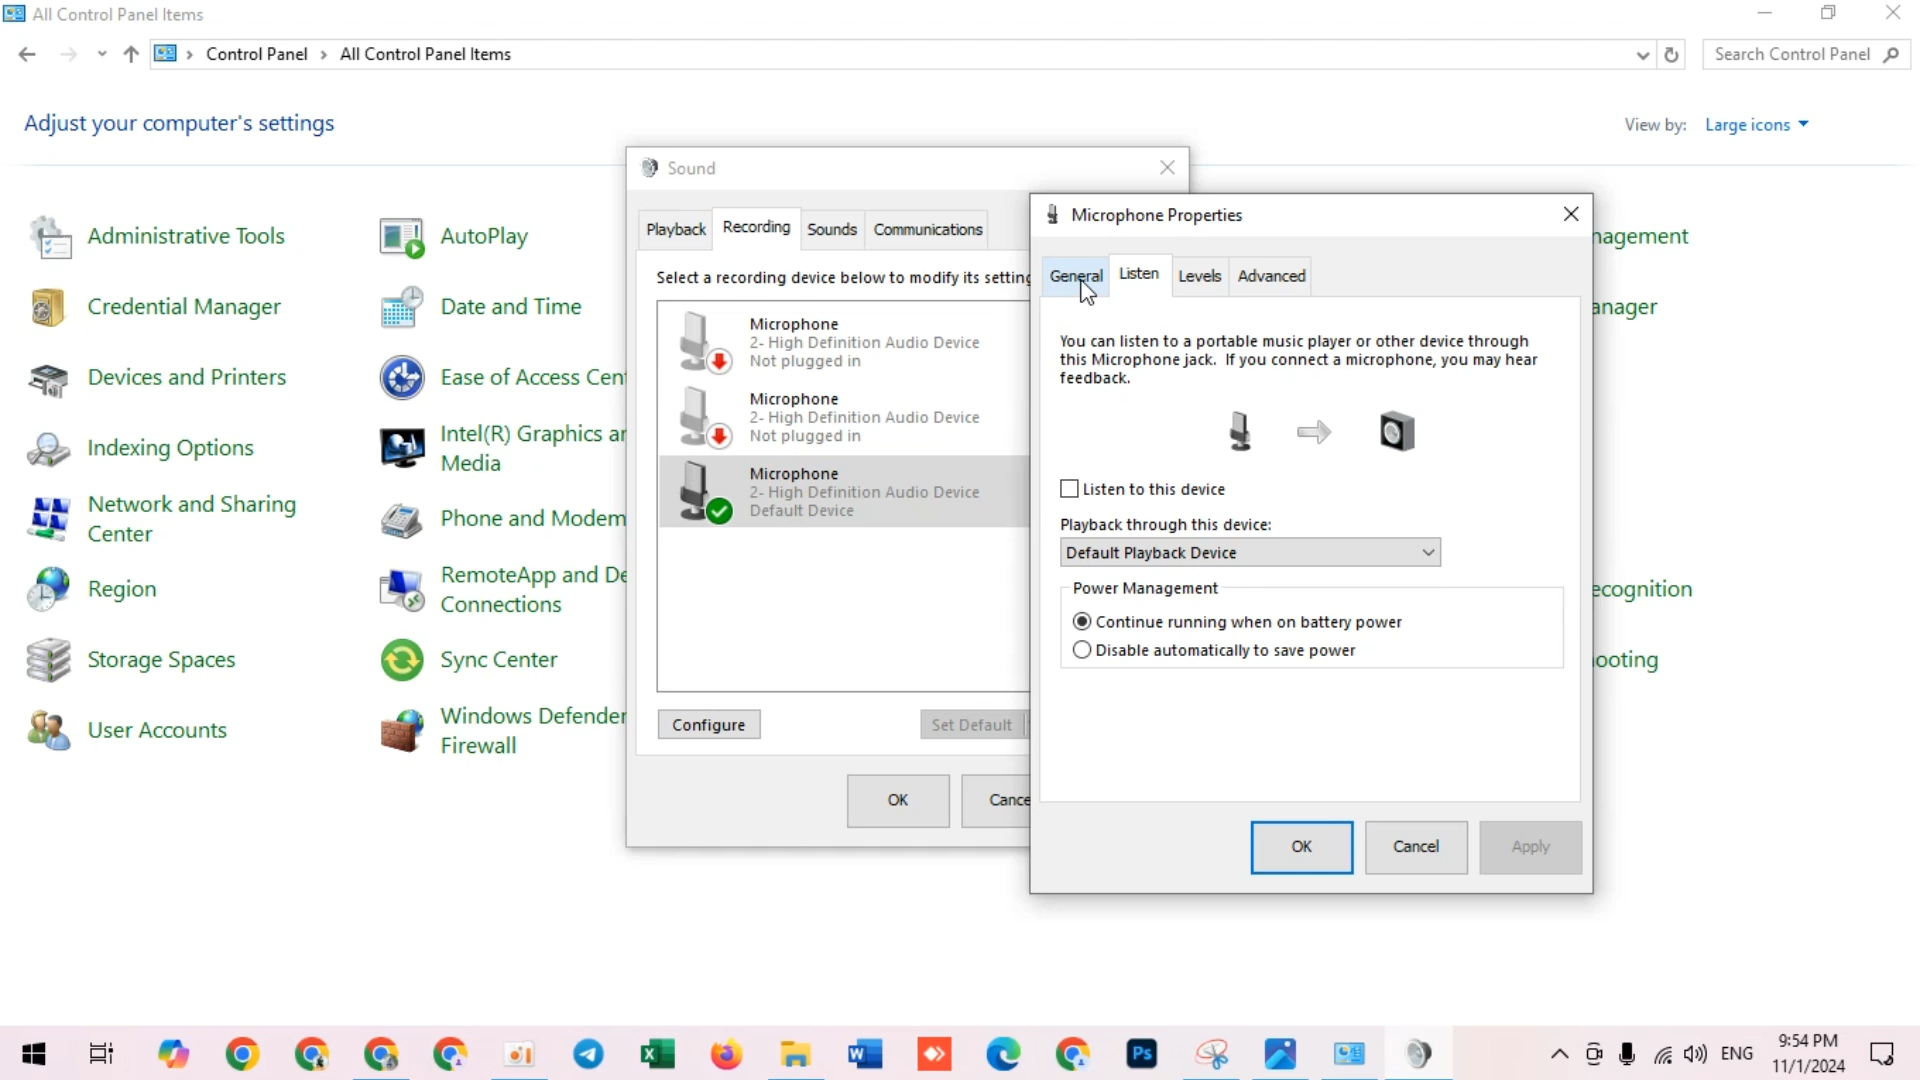 All Control Panel Items
Control Panel > All Control Panel Items
Search Control Panel
Adjust your computer's settings
View by: Large icons
Administrative Tools
AutoPlay
Credential Manager
Date and Time
Devices and Printers
Ease of Access Cent
Indexing Options
Intel(R) Graphics
Media
Network and Sharing
Center
Phone and Modem
Region
RemoteApp and De
Connections
Storage Spaces
Sync Center
User Accounts
Windows Defender
Firewall
nagement
anager
ecognition
ooting
Sound
Playback
Recording
Sounds
Communications
Select a recording device below to modify its setting
Microphone
2- High Definition Audio Device
Not plugged in
Microphone
2- High Definition Audio Device
Not plugged in
Microphone
2- High Definition Audio Device
Default Device
Configure
Set Default
OK
Cance
Microphone Properties
General
Listen
Levels
Advanced
You can listen to a portable music player or other device through
this Microphone jack. If you connect a microphone, you may hear
feedback.
Listen to this device
Playback through this device:
Default Playback Device
Power Management
Continue running when on battery power
Disable automatically to save power
OK
Cancel
Apply
Ps
ENG
9:54 PM
11/1/2024